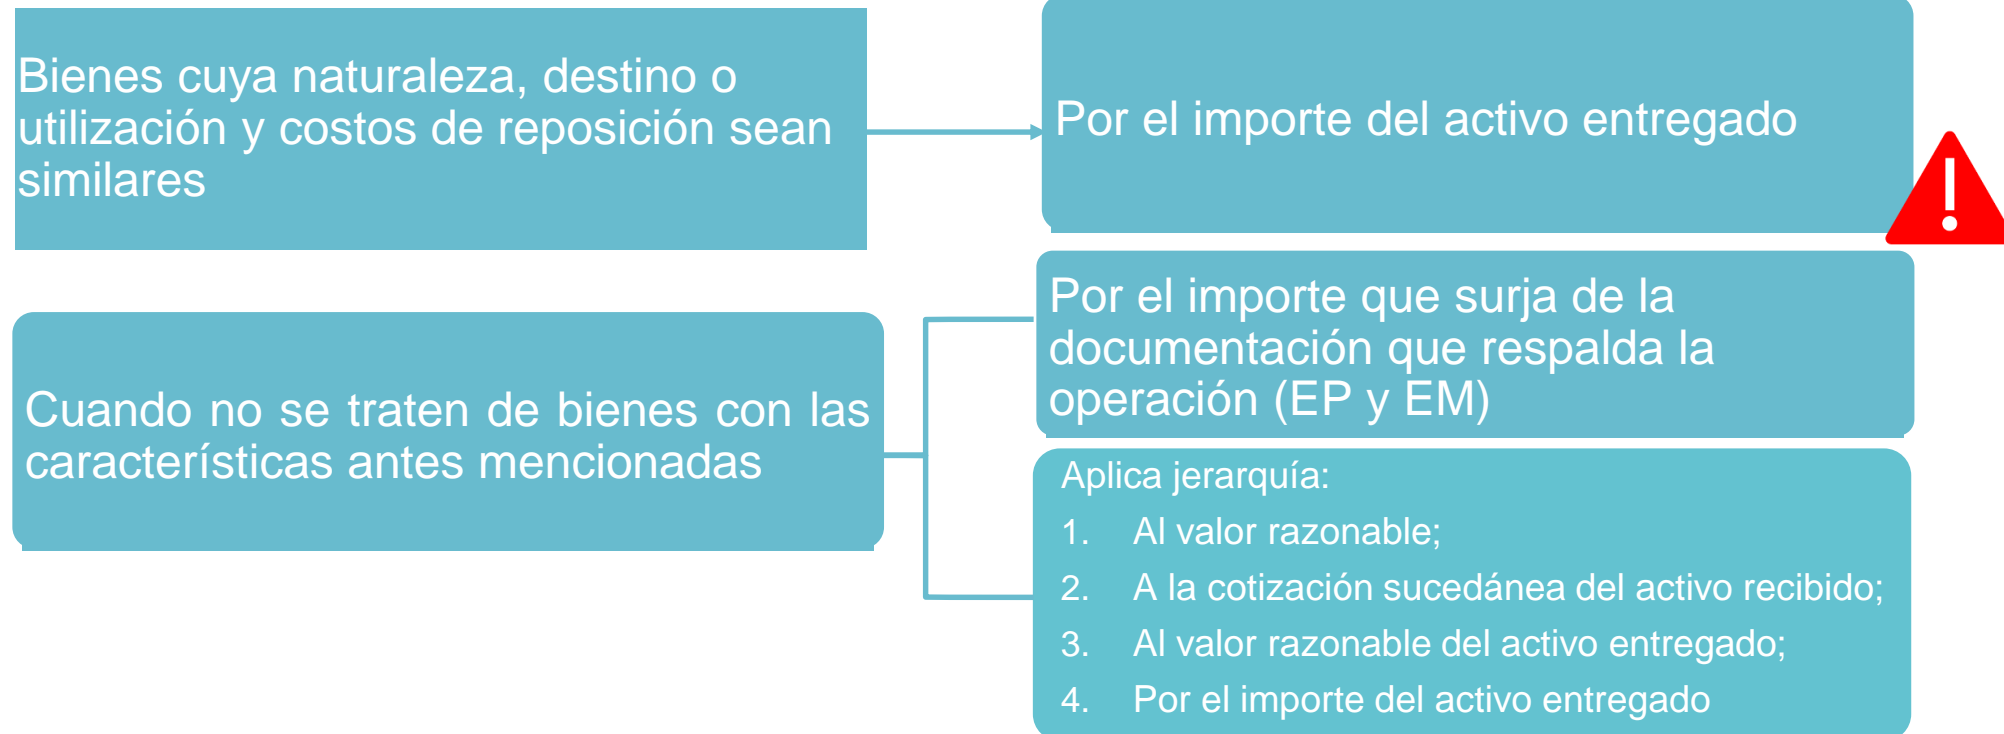 Bienes cuya naturaleza, destino o
utilización y costos de reposición sean
similares
Por el importe del activo entregado
Cuando no se traten de bienes con las
características antes mencionadas
Por el importe que surja de la
documentación que respalda la
operación (EP y EM)
Aplica jerarquía:
1. Al valor razonable;
2. A la cotización sucedánea del activo recibido;
3. Al valor razonable del activo entregado;
4. Por el importe del activo entregado